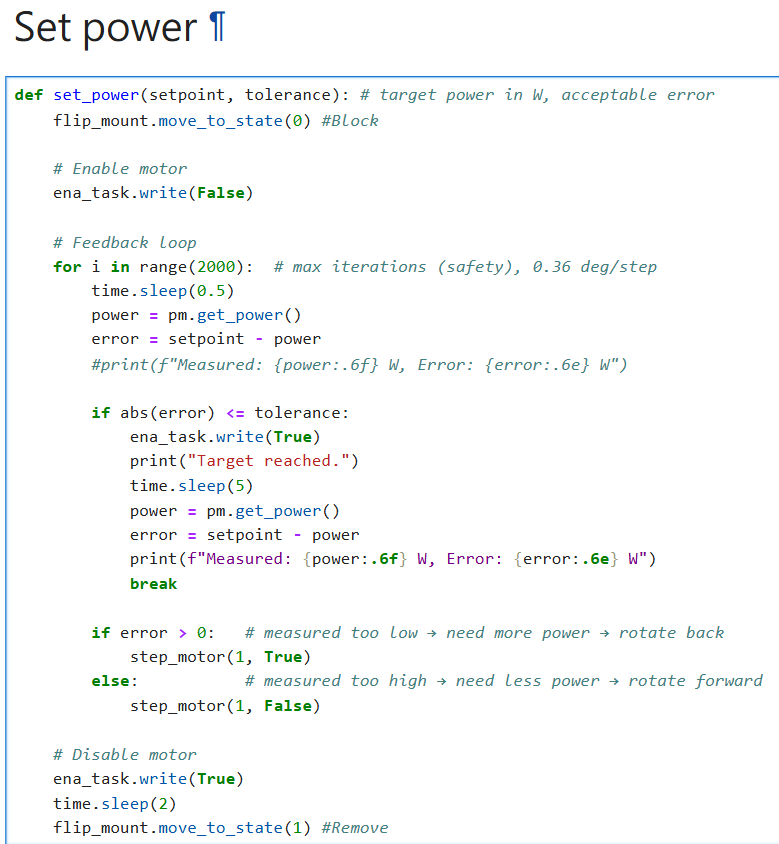 Set power ¶
def set_power(setpoint, tolerance): # target power in W, acceptable error
    flip_mount.move_to_state(0) #Block

    # Enable motor
    ena_task.write(False)

    # Feedback loop
    for i in range(2000):  # max iterations (safety), 0.36 deg/step
        time.sleep(0.5)
        power = pm.get_power()
        error = setpoint - power
        #print(f"Measured: {power:.6f} W, Error: {error:.6e} W")

        if abs(error) <= tolerance:
            ena_task.write(True)
            print("Target reached.")
            time.sleep(5)
            power = pm.get_power()
            error = setpoint - power
            print(f"Measured: {power:.6f} W, Error: {error:.6e} W")
            break

        if error > 0:   # measured too low → need more power → rotate back
            step_motor(1, True)
        else:           # measured too high → need less power → rotate forward
            step_motor(1, False)

    # Disable motor
    ena_task.write(True)
    time.sleep(2)
    flip_mount.move_to_state(1) #Remove